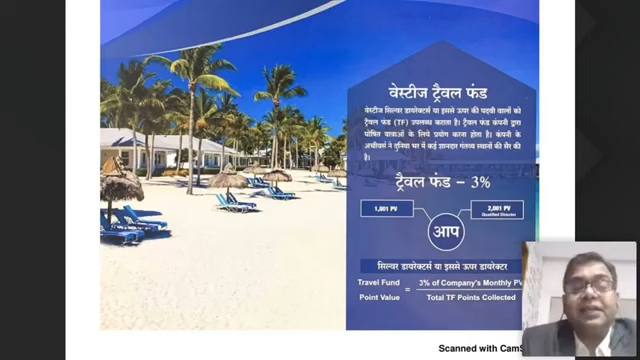 वेस्टीज ट्रैवल फंड
वेस्टीज सिल्वर डायरेक्टर्स या इससे ऊपर की पदवी वालों को
ट्रैवल फंड (TF) उपलब्ध कराता है। ट्रैवल फंड कंपनी द्वारा
घोषित यात्राओं के लिये प्रयोग करना होता है। कंपनी के
अचीवर्स ने दुनिया भर में कई शानदार गंतव्य स्थानों की सैर की
है।
ट्रैवल फंड – 3%
1,001 PV
2,001 PV
Qualified Director
आप
सिल्वर डायरेक्टर्स या इससे ऊपर डायरेक्टर
Travel Fund
Point Value
=
3% of Company's Monthly PV
Total TF Points Collected
Scanned with